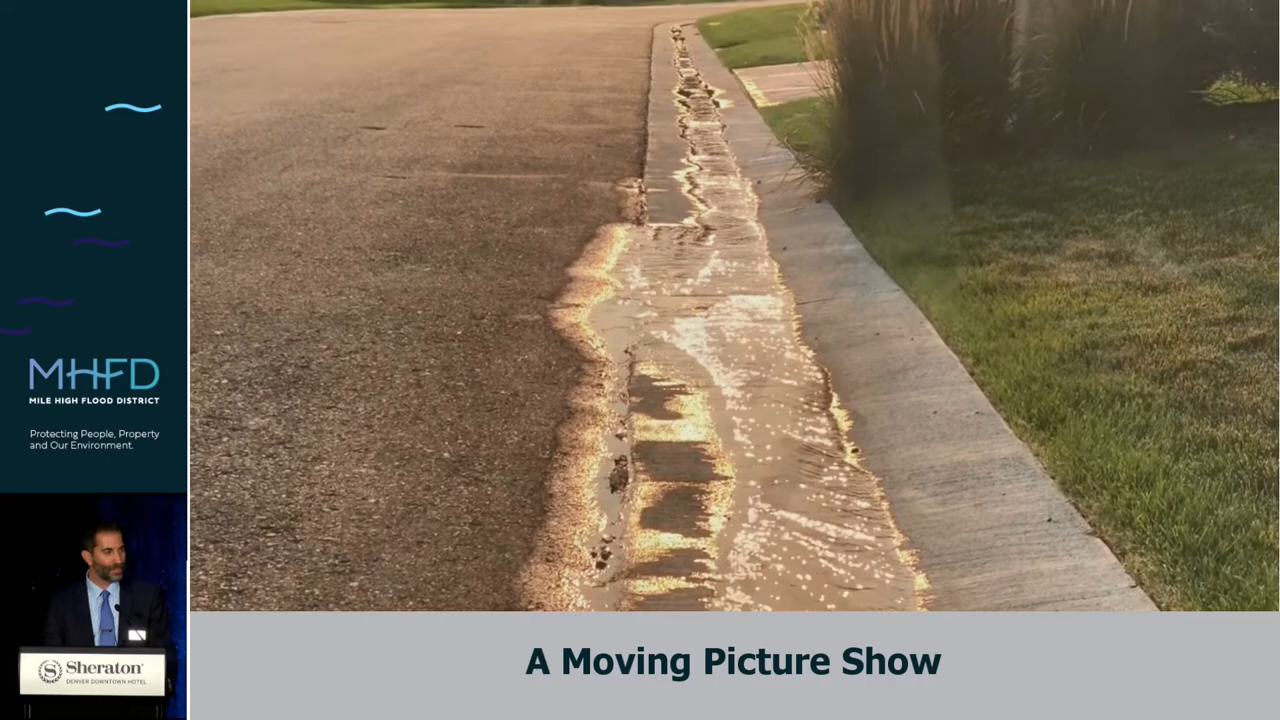 MHFD
MILE HIGH FLOOD DISTRICT
Protecting People, Property
and Our Environment.
S Sheraton
DENVER DOWNTOWN HOTEL
A Moving Picture Show